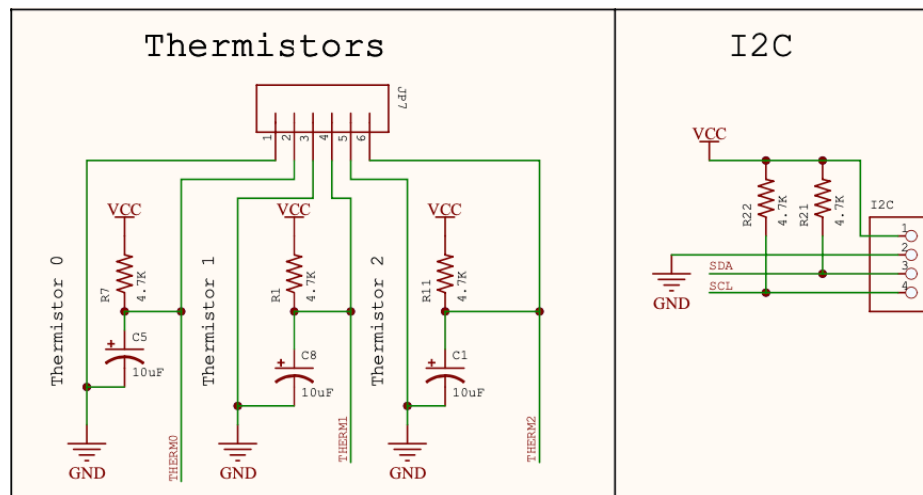 Thermistors
JP7
1 2 3 4 5 6
Thermistor 0
VCC
R7
4.7K
C5
+
10uF
GND
THERM0
Thermistor 1
VCC
R1
4.7K
C8
+
10uF
GND
THERM1
Thermistor 2
VCC
R11
4.7K
C1
+
10uF
GND
THERM2
I2C
VCC
R22
4.7K
R21
4.7K
I2C
1
2
3
4
SDA
SCL
GND